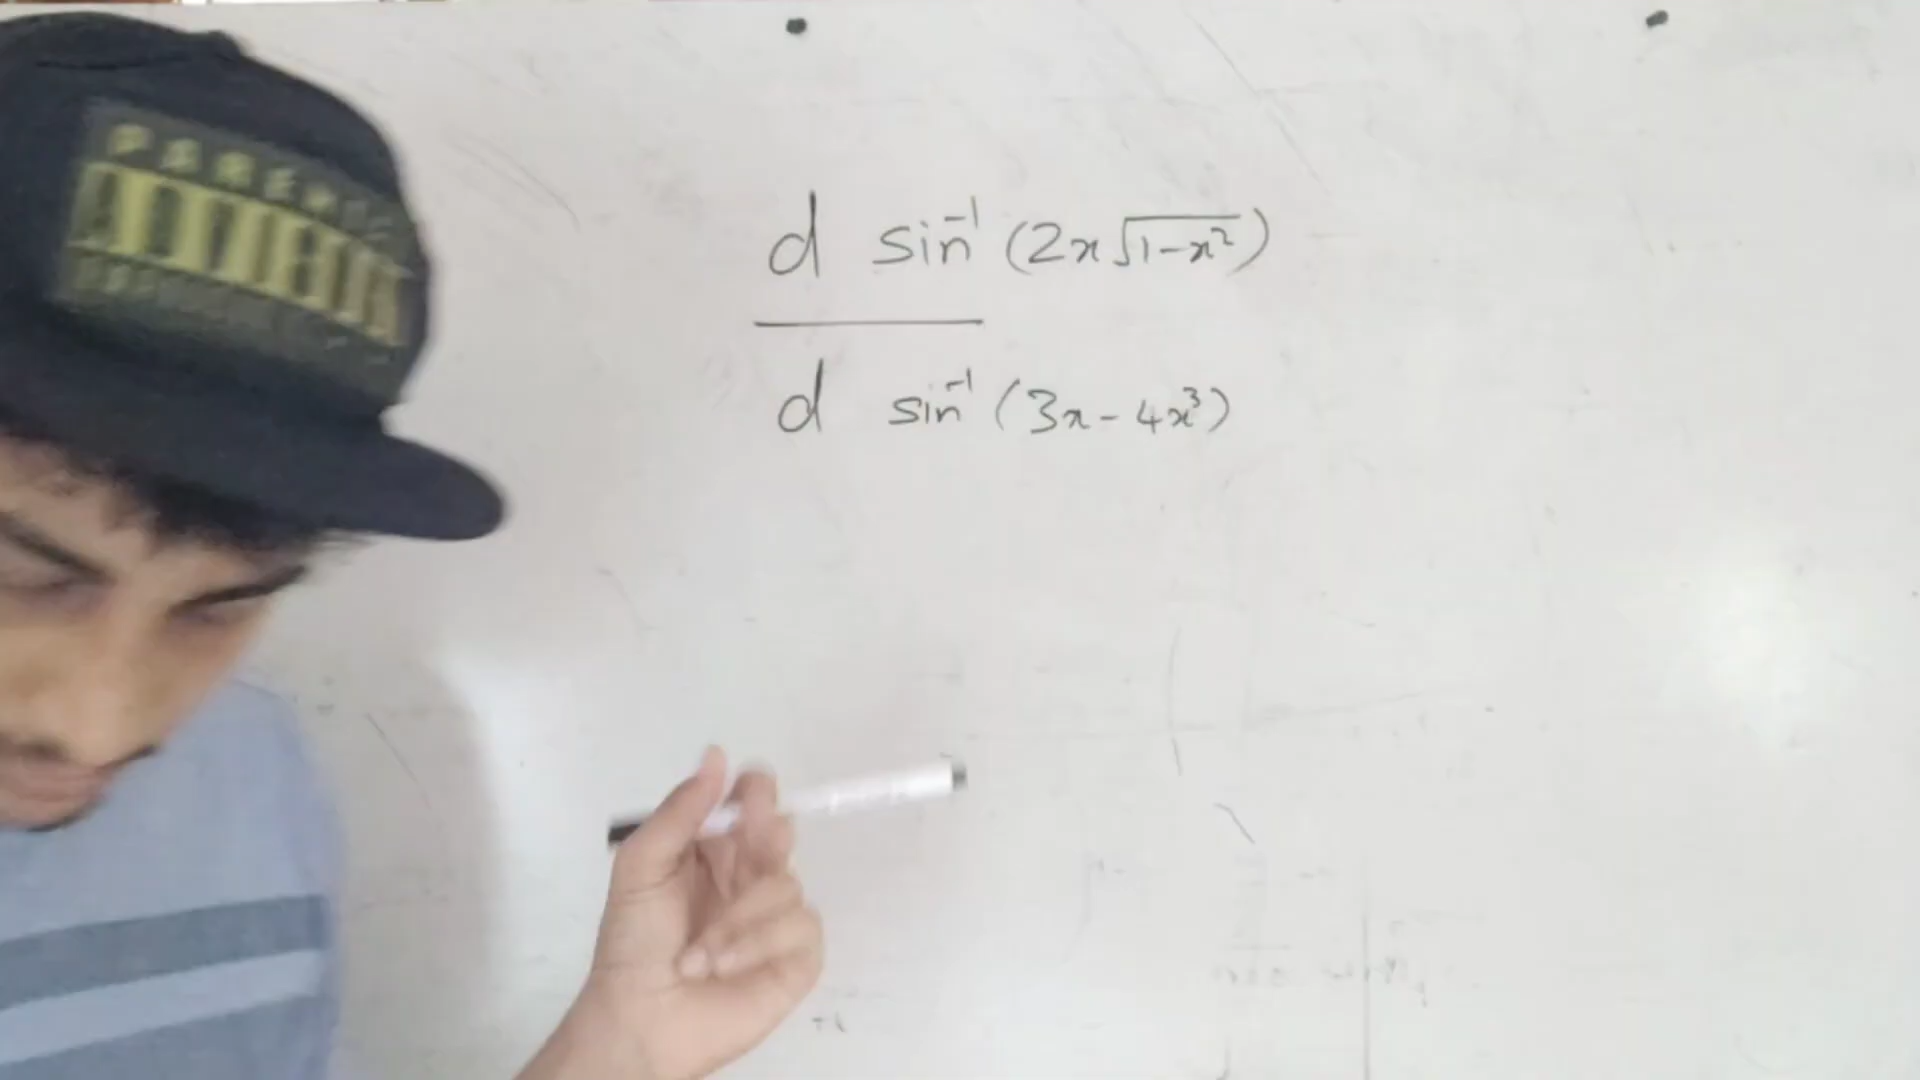 d sin⁻¹ (2x√(1-x²))
d sin⁻¹ (3x - 4x³)